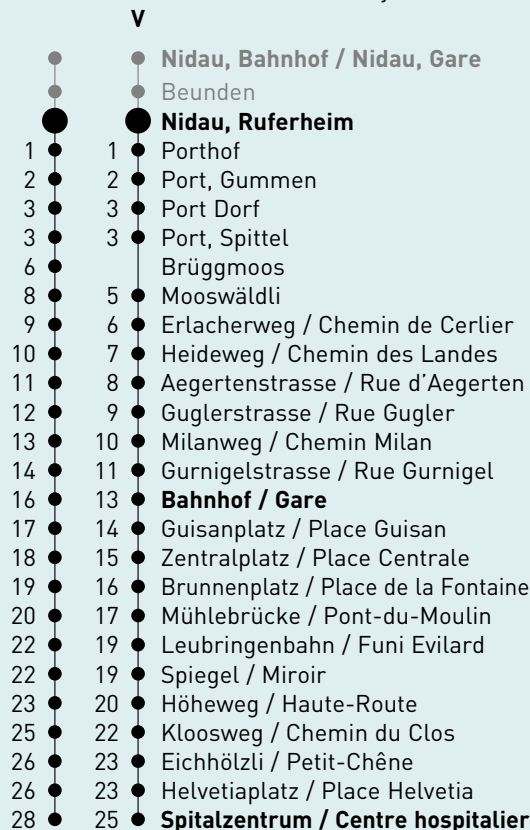 V
Nidau, Bahnhof / Nidau, Gare
Beunden
Nidau, Ruferheim
1 1 Porthof
2 2 Port, Gummen
3 3 Port Dorf
3 3 Port, Spittel
6 Brüggmoos
8 5 Mooswäldli
9 6 Erlacherweg / Chemin de Cerlier
10 7 Heideweg / Chemin des Landes
11 8 Aegertenstrasse / Rue d'Aegerten
12 9 Guglerstrasse / Rue Gugler
13 10 Milanweg / Chemin Milan
14 11 Gurnigelstrasse / Rue Gurnigel
16 13 Bahnhof / Gare
17 14 Guisanplatz / Place Guisan
18 15 Zentralplatz / Place Centrale
19 16 Brunnenplatz / Place de la Fontaine
20 17 Mühlebrücke / Pont-du-Moulin
22 19 Leubringenbahn / Funi Evilard
22 19 Spiegel / Miroir
23 20 Höheweg / Haute-Route
25 22 Kloosweg / Chemin du Clos
26 23 Eichhölzli / Petit-Chêne
26 23 Helvetiaplatz / Place Helvetia
28 25 Spitalzentrum / Centre hospitalier